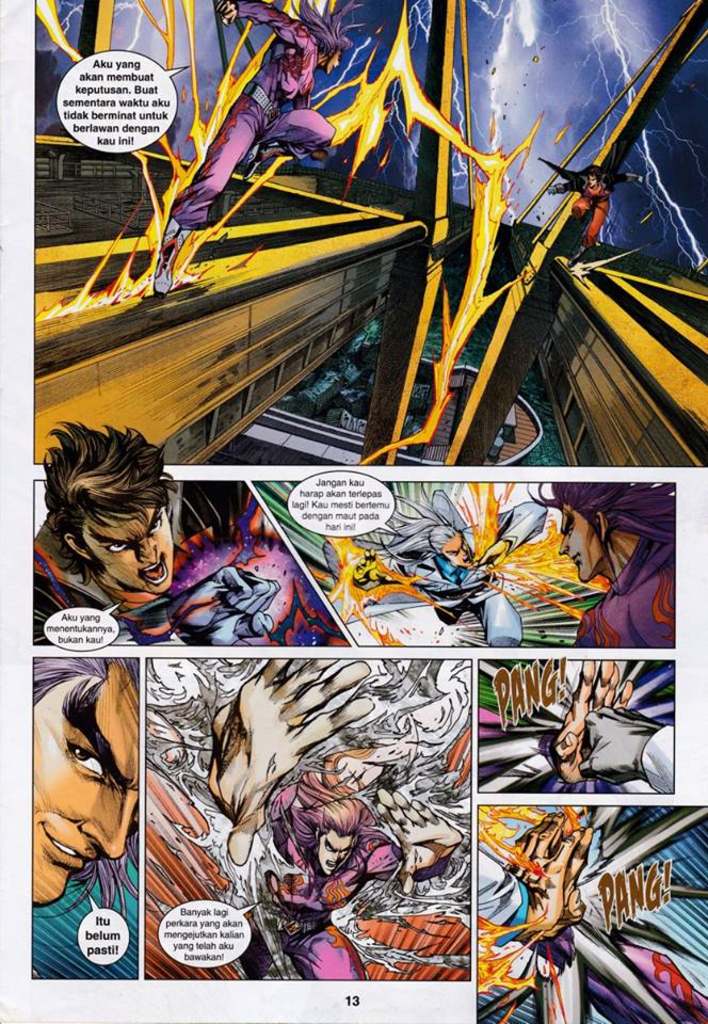 Aku yang
akan membuat
keputusan. Buat
sementara waktu aku
tidak berminat untuk
berlawan dengan
kau ini!
Jangan kau
harap akan terlepas
lagi! Kau mesti bertemu
dengan maut pada
hari ini!
Aku yang
menentukannya,
bukan kau!
Itu
belum
pasti!
Banyak lagi
perkara yang akan
mengejutkan kalian
yang telah aku
bawakan!
PANG!
PANG!
13